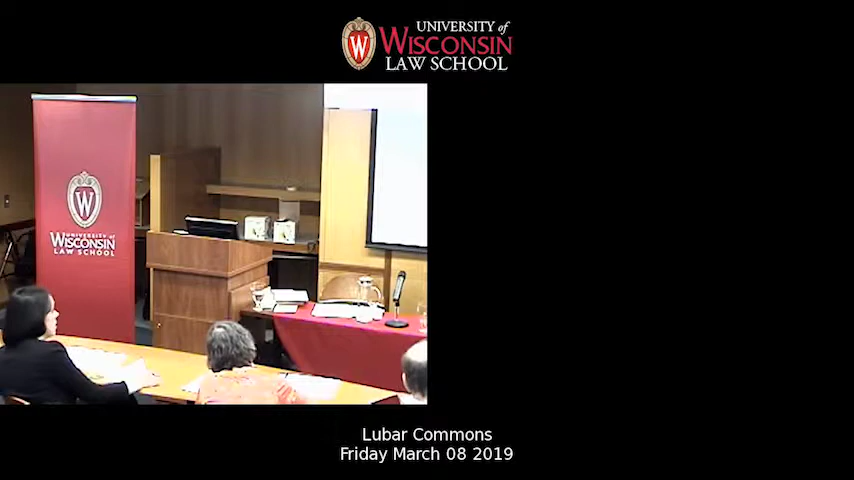 UNIVERSITY of
WISCONSIN
LAW SCHOOL
W
W
UNIVERSITY of
WISCONSIN
LAW SCHOOL
Lubar Commons
Friday March 08 2019